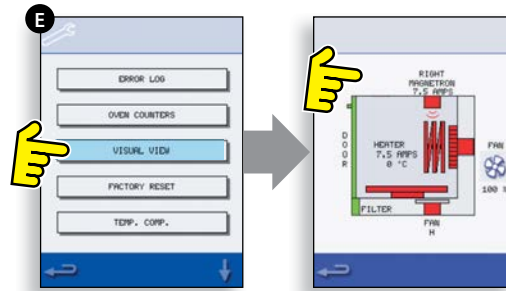 E
ERROR LOG
OVEN COUNTERS
VISUAL VIEW
FACTORY RESET
TEMP. COMP.
RIGHT
MAGNETRON
7.5 AMPS
DOOR
HEATER
7.5 AMPS
0 °C
FAN
100 %
FILTER
FAN
H